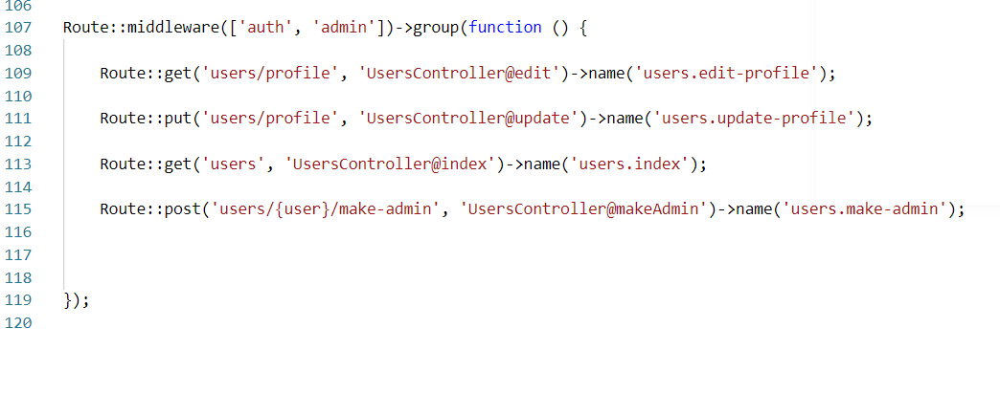 106
107 Route::middleware(['auth', 'admin'])->group(function () {
108
109 Route::get('users/profile', 'UsersController@edit')->name('users.edit-profile');
110
111 Route::put('users/profile', 'UsersController@update')->name('users.update-profile');
112
113 Route::get('users', 'UsersController@index')->name('users.index');
114
115 Route::post('users/{user}/make-admin', 'UsersController@makeAdmin')->name('users.make-admin');
116
117
118
119 });
120